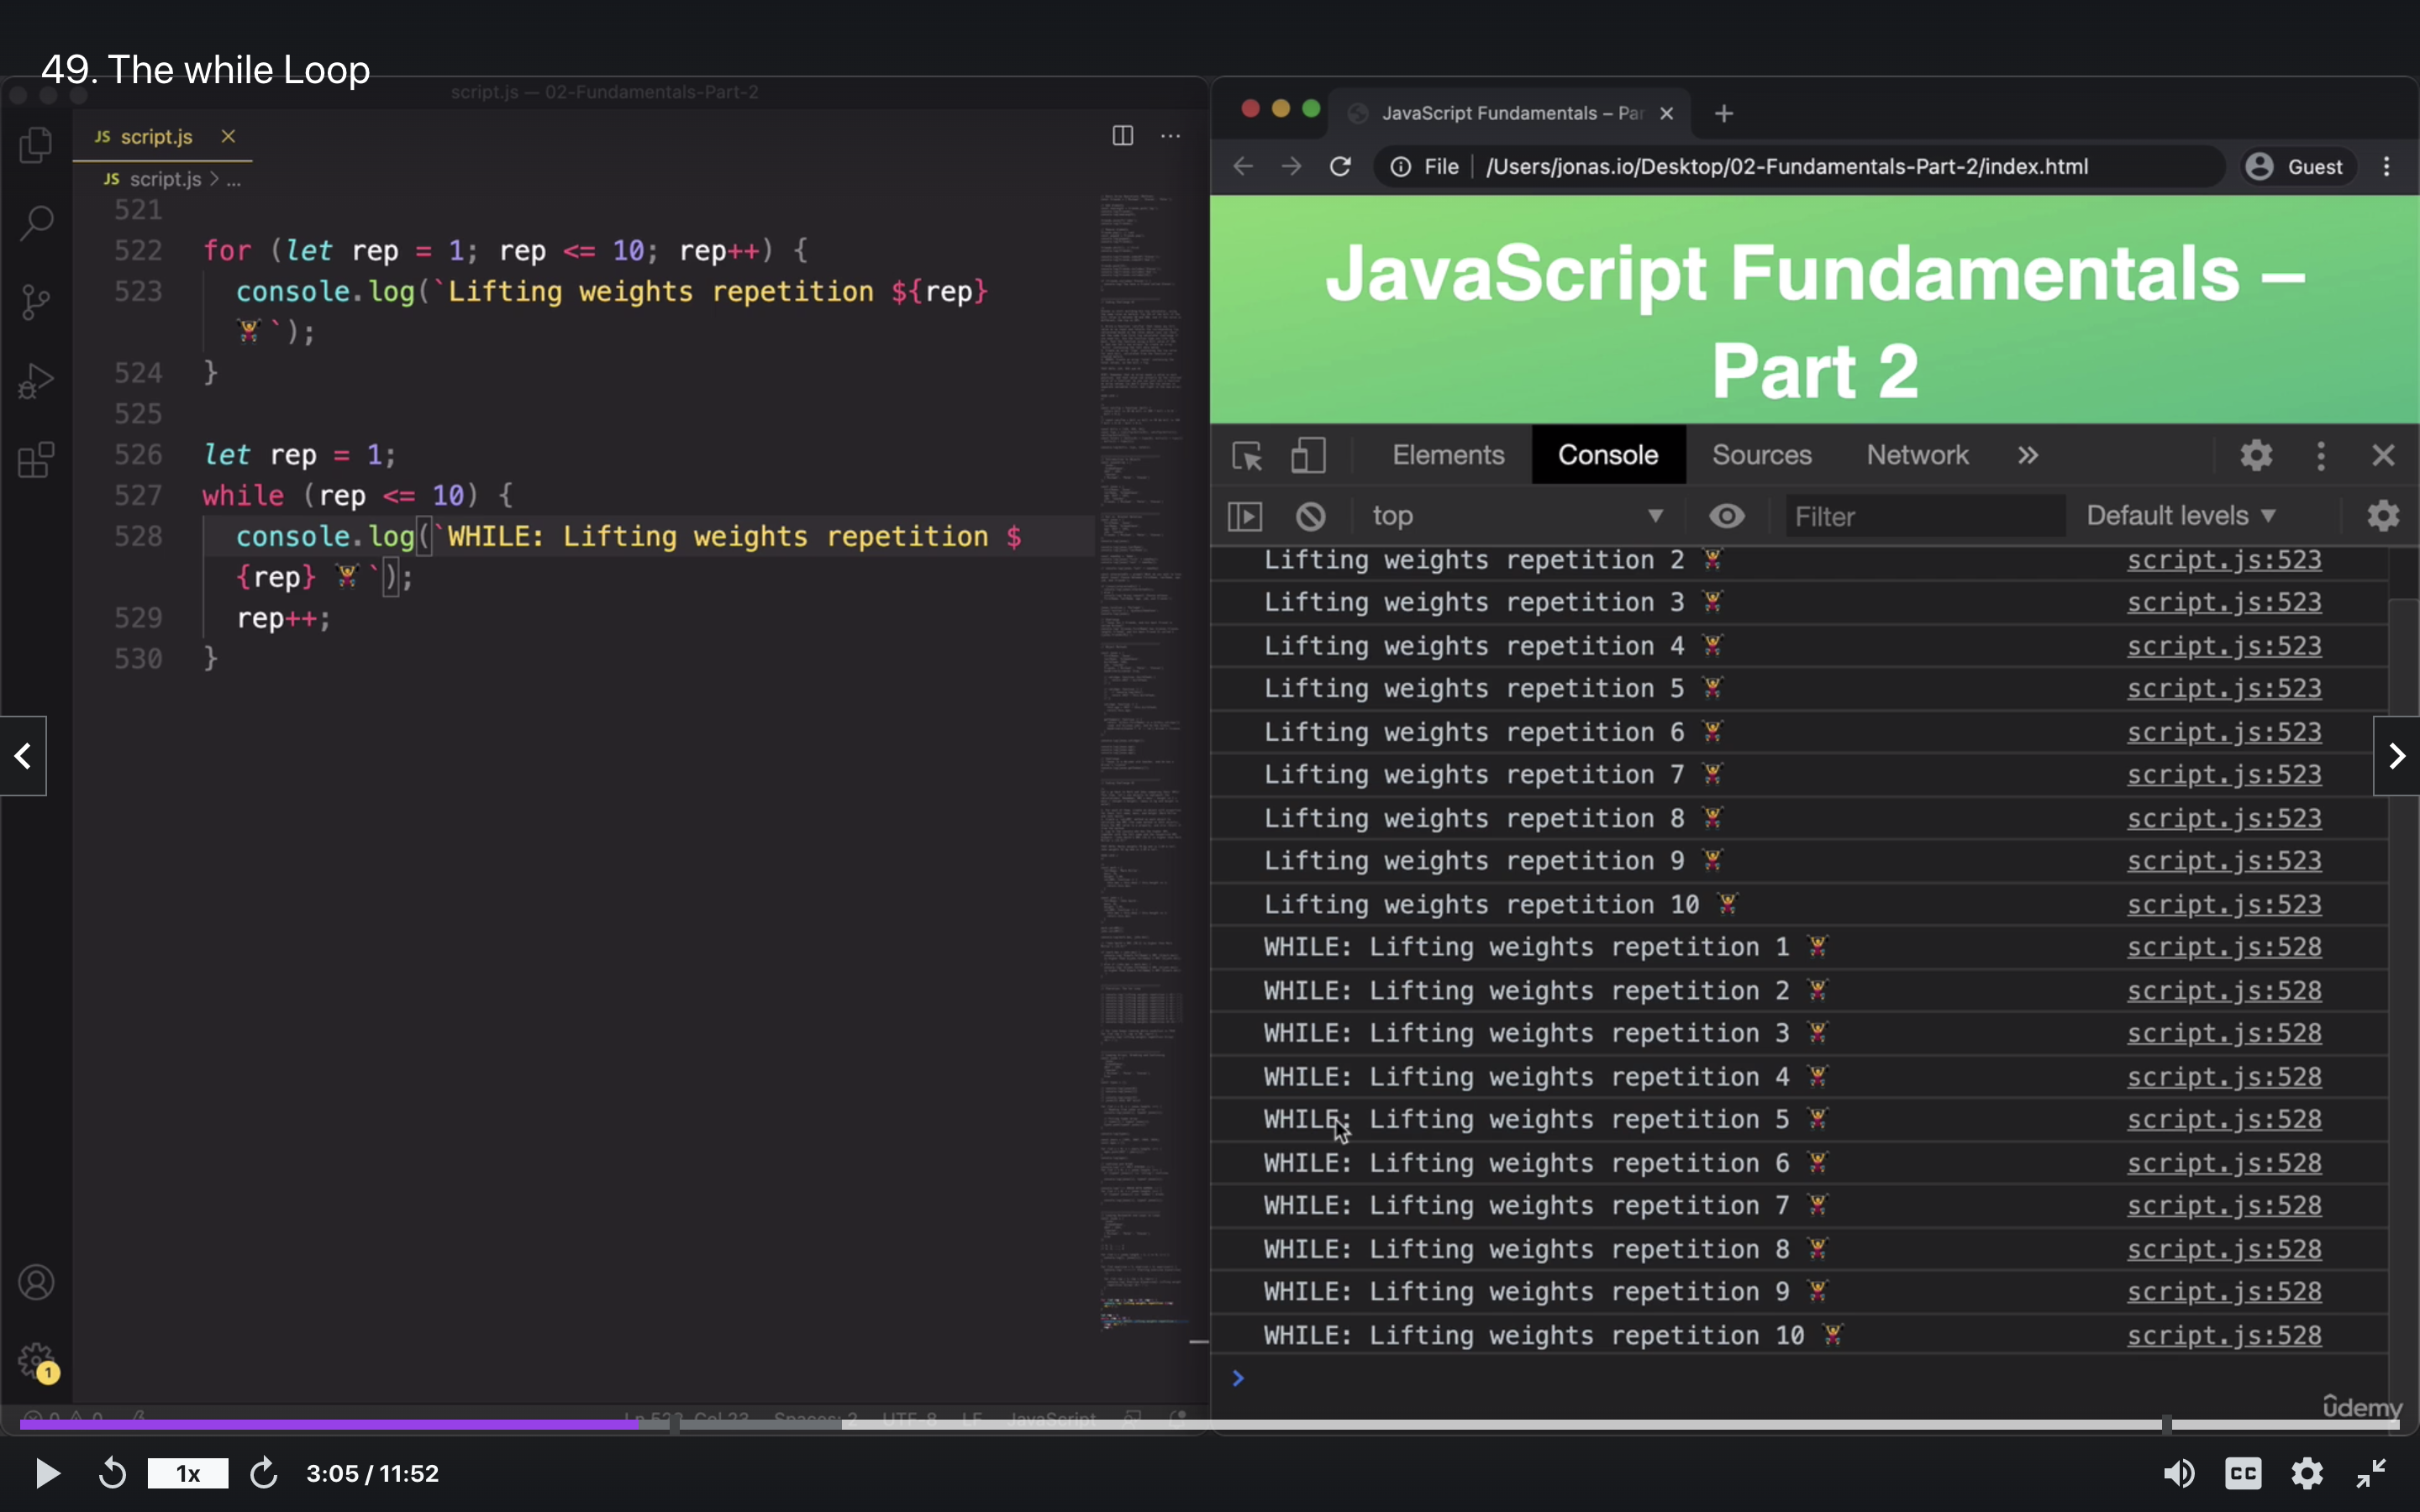 49. The while Loop
script.js — 02-Fundamentals-Part-2
JS script.js
JS script.js > ...
521
522 for (let rep = 1; rep <= 10; rep++) {
523 console.log(`Lifting weights repetition ${rep}
🏋️`);
524 }
525
526 let rep = 1;
527 while (rep <= 10) {
528 console.log(`WHILE: Lifting weights repetition $
{rep} 🏋️`);
529 rep++;
530 }
1
JavaScript Fundamentals – Par
File /Users/jonas.io/Desktop/02-Fundamentals-Part-2/index.html Guest
JavaScript Fundamentals –
Part 2
Elements Console Sources Network »
top Filter Default levels
Lifting weights repetition 2 🏋️ script.js:523
Lifting weights repetition 3 🏋️ script.js:523
Lifting weights repetition 4 🏋️ script.js:523
Lifting weights repetition 5 🏋️ script.js:523
Lifting weights repetition 6 🏋️ script.js:523
Lifting weights repetition 7 🏋️ script.js:523
Lifting weights repetition 8 🏋️ script.js:523
Lifting weights repetition 9 🏋️ script.js:523
Lifting weights repetition 10 🏋️ script.js:523
WHILE: Lifting weights repetition 1 🏋️ script.js:528
WHILE: Lifting weights repetition 2 🏋️ script.js:528
WHILE: Lifting weights repetition 3 🏋️ script.js:528
WHILE: Lifting weights repetition 4 🏋️ script.js:528
WHILE: Lifting weights repetition 5 🏋️ script.js:528
WHILE: Lifting weights repetition 6 🏋️ script.js:528
WHILE: Lifting weights repetition 7 🏋️ script.js:528
WHILE: Lifting weights repetition 8 🏋️ script.js:528
WHILE: Lifting weights repetition 9 🏋️ script.js:528
WHILE: Lifting weights repetition 10 🏋️ script.js:528
>
ûdemy
Spaces: 2 UTF-8 LF JavaScript
1x 3:05 / 11:52 CC